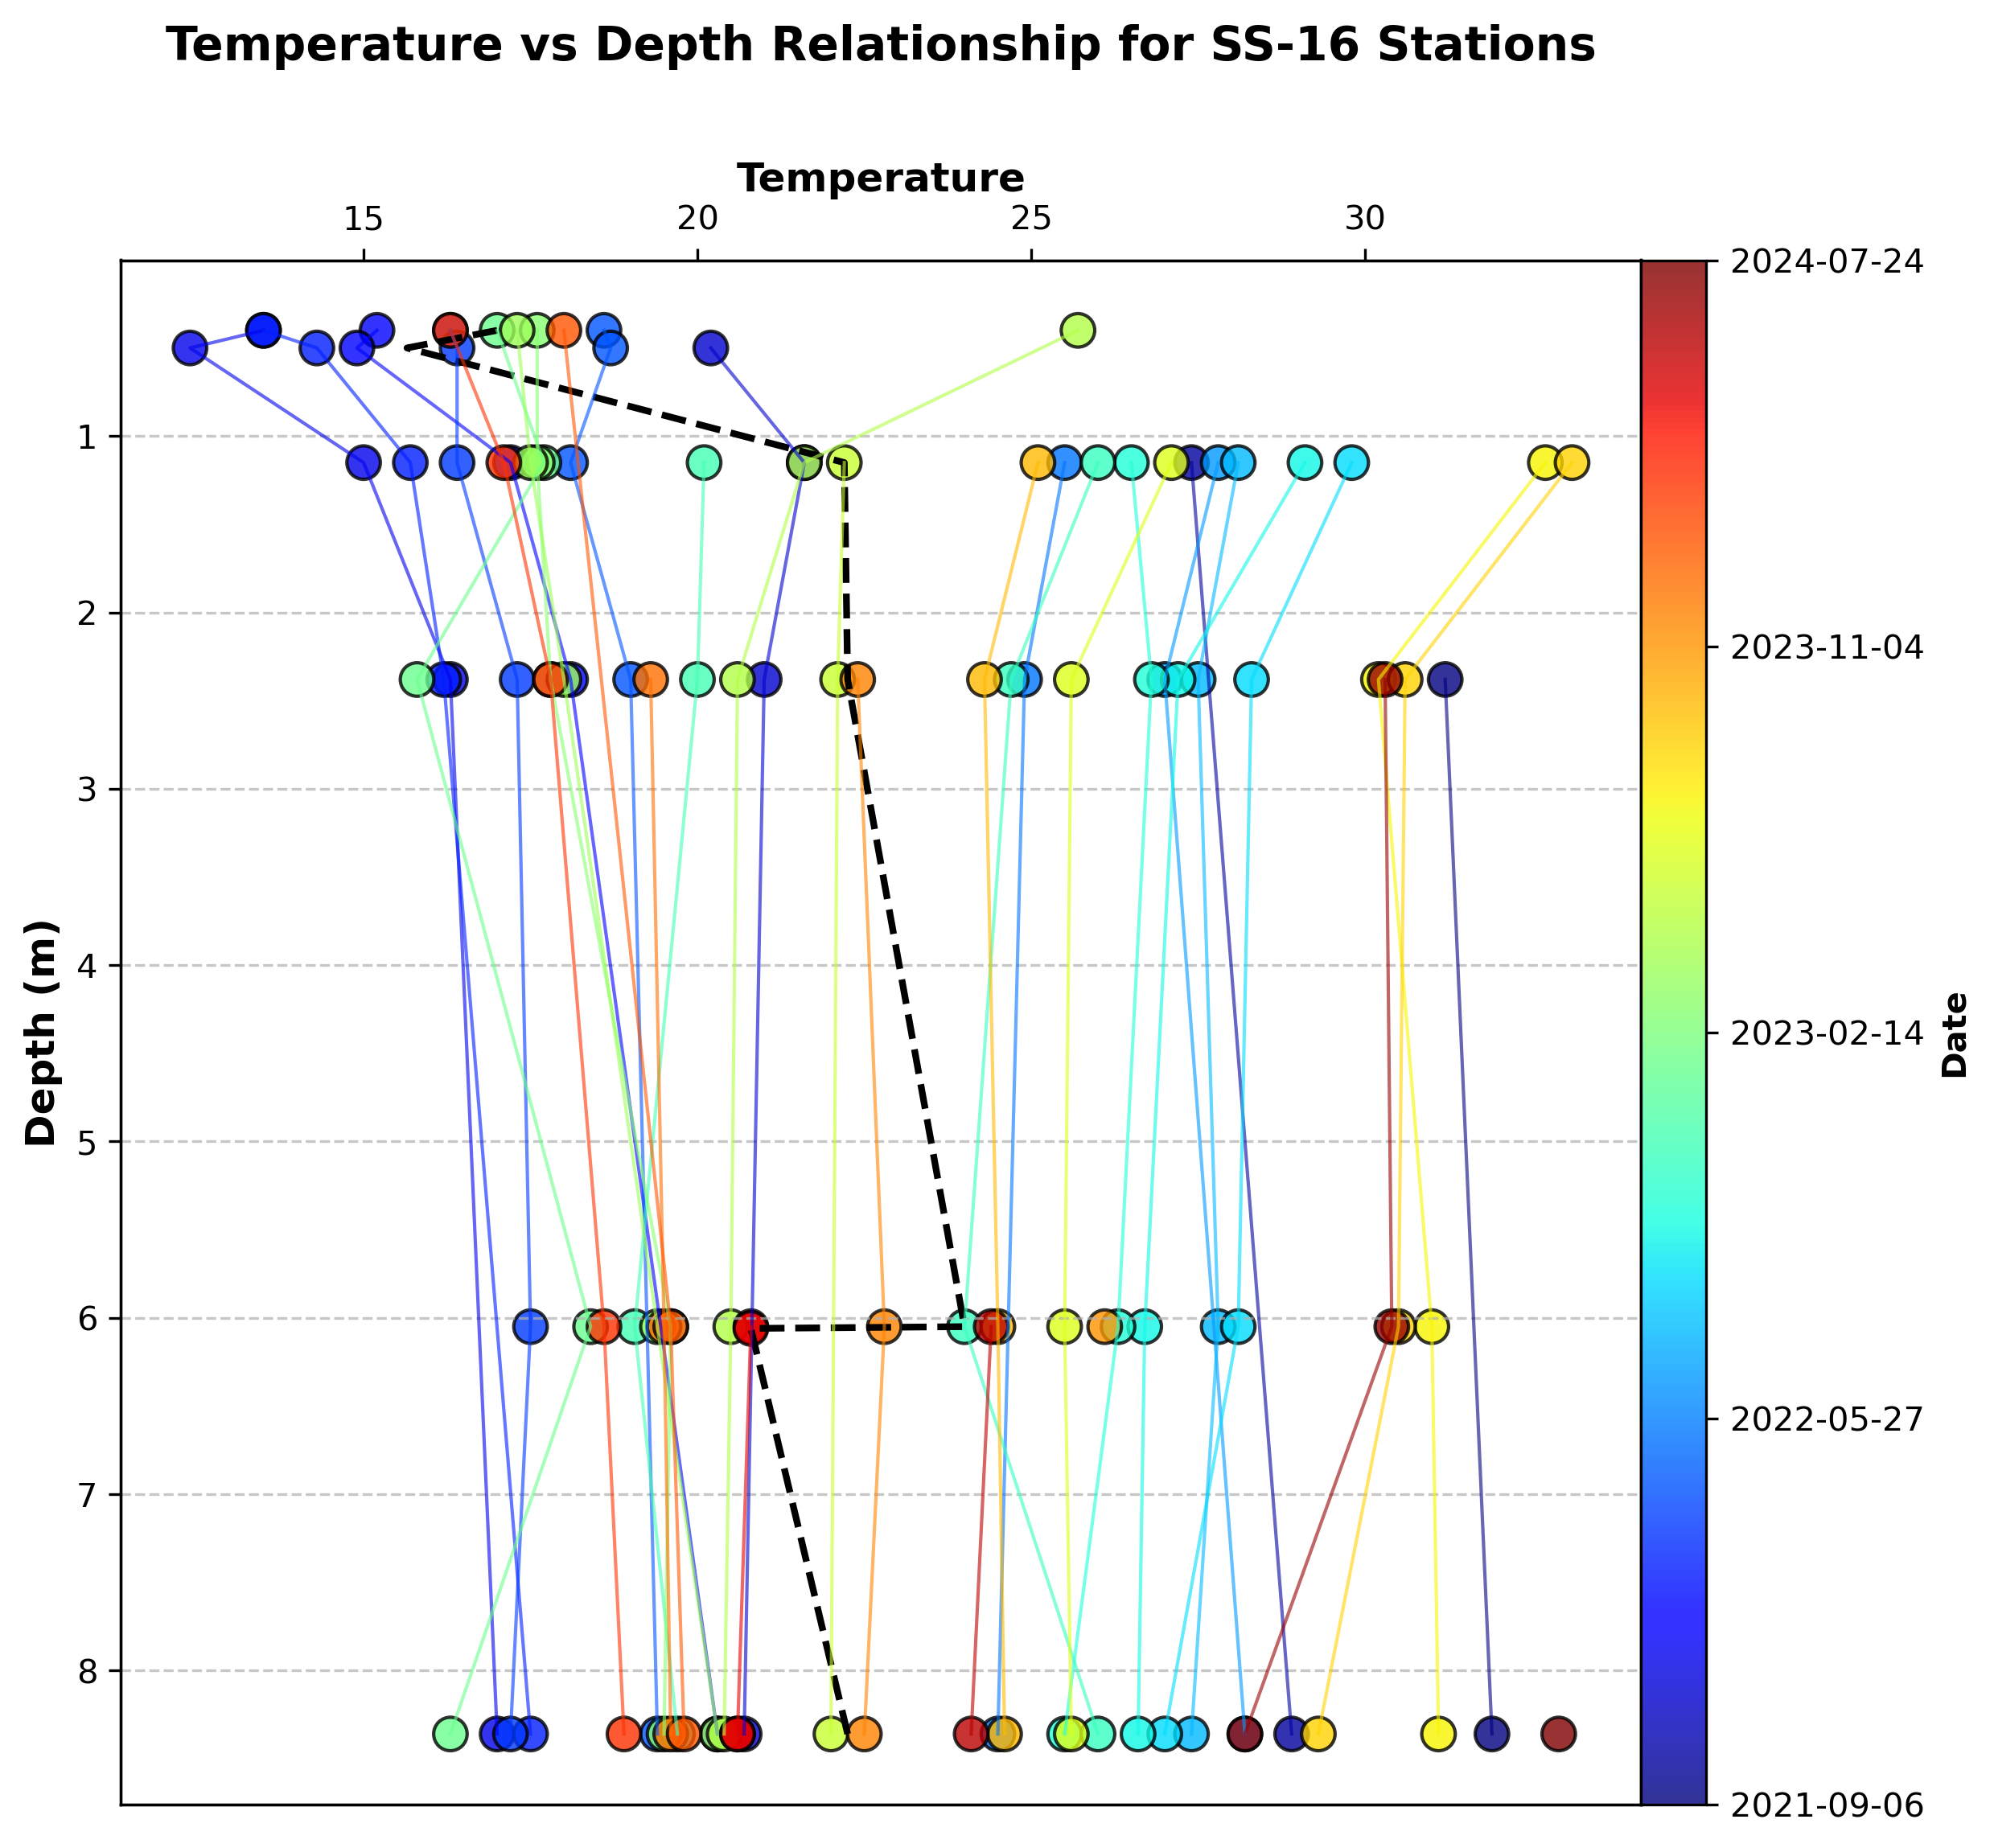 Temperature vs Depth Relationship for SS-16 Stations
Temperature
15 20 25 30
1
2
3
4
5
6
7
8
Depth (m)
2024-07-24
2023-11-04
2023-02-14
2022-05-27
2021-09-06
Date